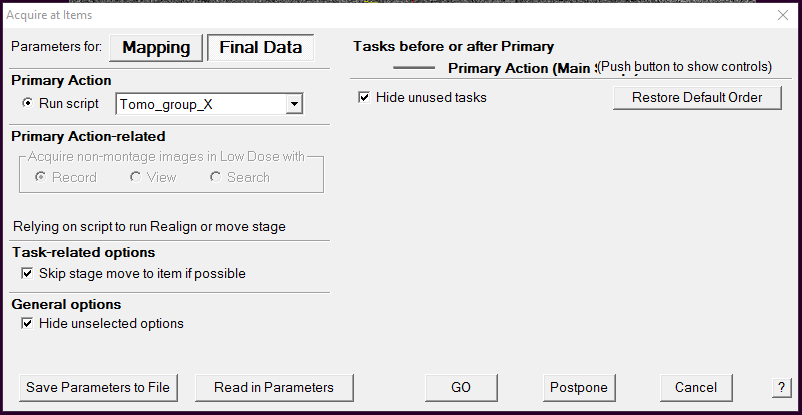 Acquire at Items
Parameters for: Mapping Final Data
Primary Action
Run script Tomo_group_X
Primary Action-related
Acquire non-montage images in Low Dose with
Record View Search
Relying on script to run Realign or move stage
Task-related options
Skip stage move to item if possible
General options
Hide unselected options
Tasks before or after Primary
Primary Action (Main (Push button to show controls)
Hide unused tasks Restore Default Order
Save Parameters to File Read in Parameters GO Postpone Cancel ?